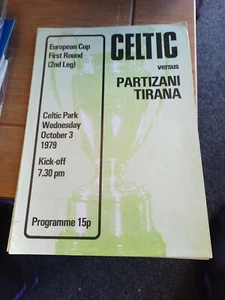 European Cup
First Round
(2nd Leg)
Celtic Park
Wednesday
October 3
1979
Kick-off
7.30 pm
Programme 15p
CELTIC
versus
PARTIZANI
TIRANA